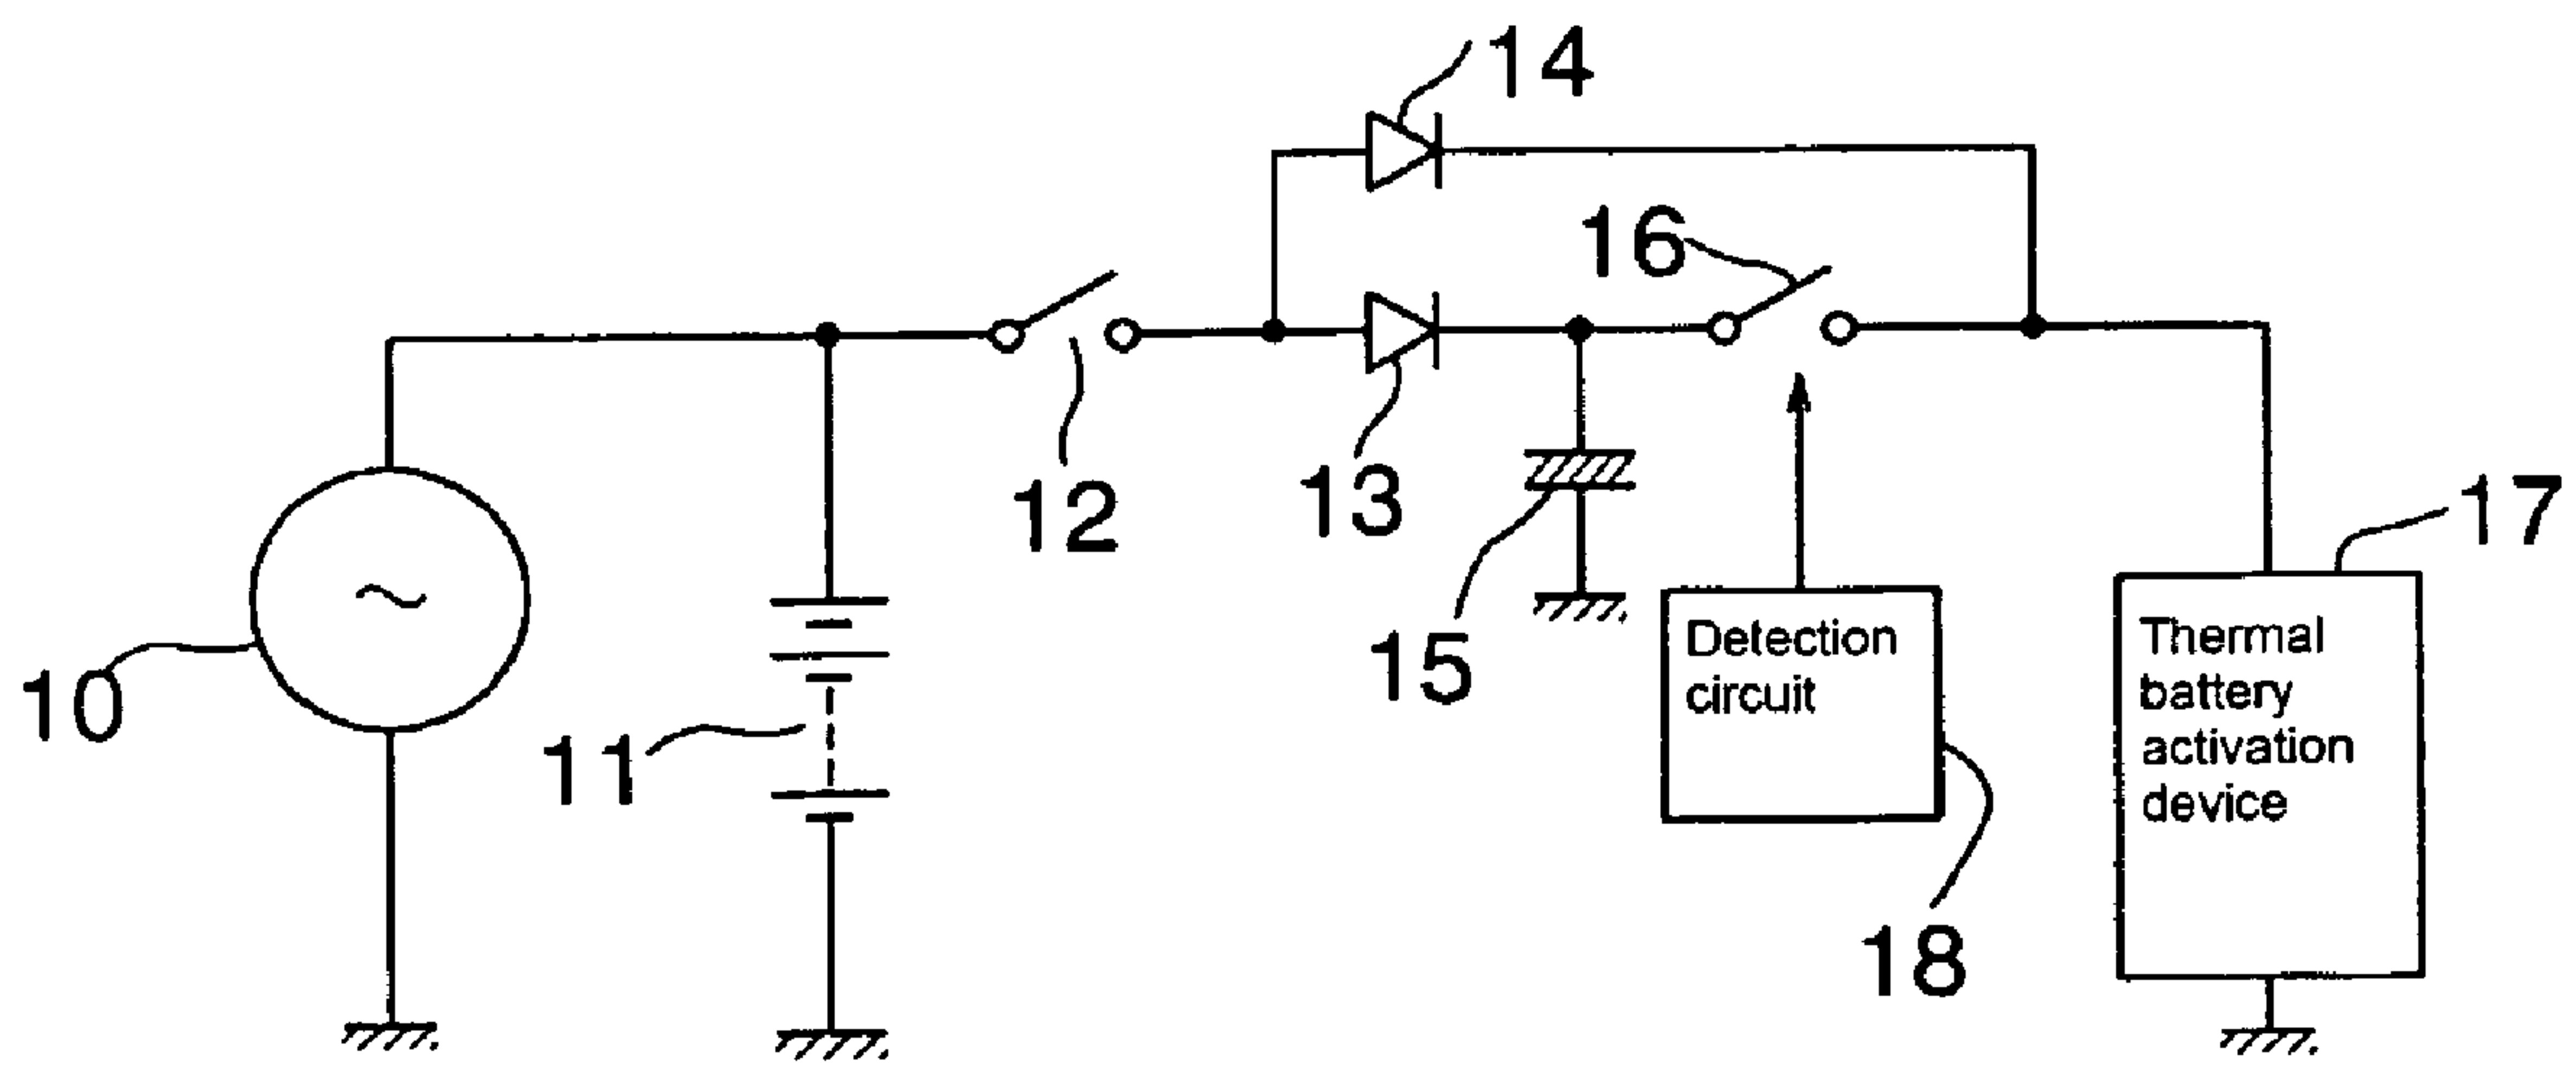 14
16
12
13
17
15
Detection
circuit
Thermal
battery
activation
device
10
11
18